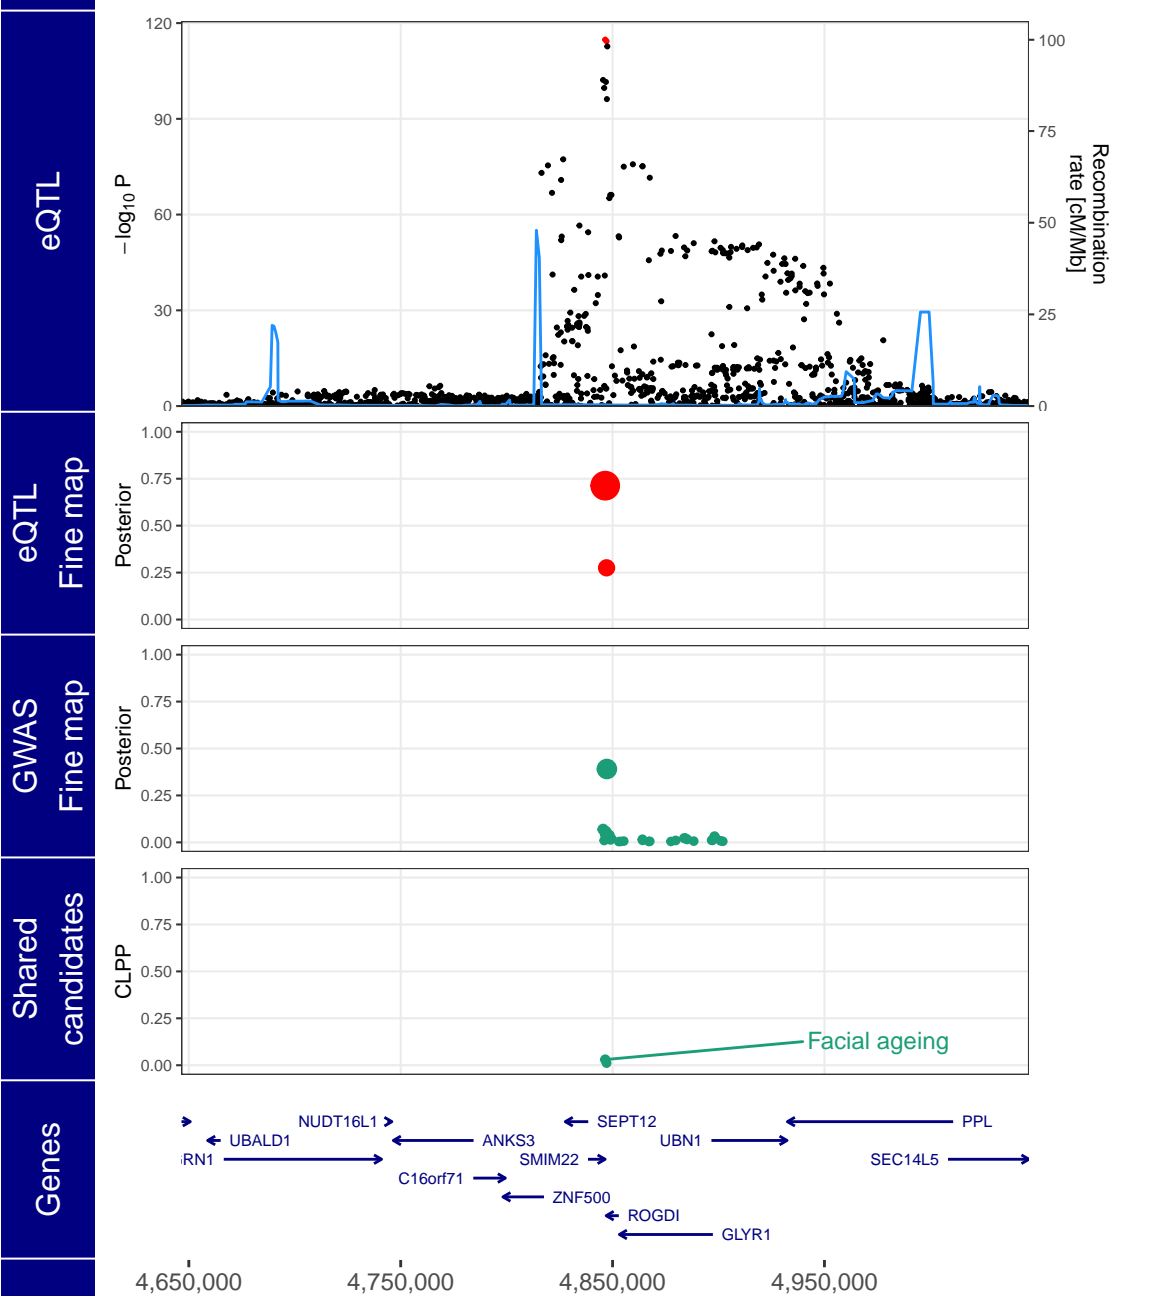 eQTL
120
90
60
30
0
− log10 P
100
75
50
25
0
Recombination
rate [cM/Mb]
eQTL
Fine map
1.00
0.75
0.50
0.25
0.00
Posterior
GWAS
Fine map
1.00
0.75
0.50
0.25
0.00
Posterior
Shared
candidates
1.00
0.75
0.50
0.25
0.00
CLPP
Facial ageing
Genes
NUDT16L1
SEPT12
PPL
UBALD1
ANKS3
UBN1
RN1
SMIM22
SEC14L5
C16orf71
ZNF500
ROGDI
GLYR1
4,650,000
4,750,000
4,850,000
4,950,000